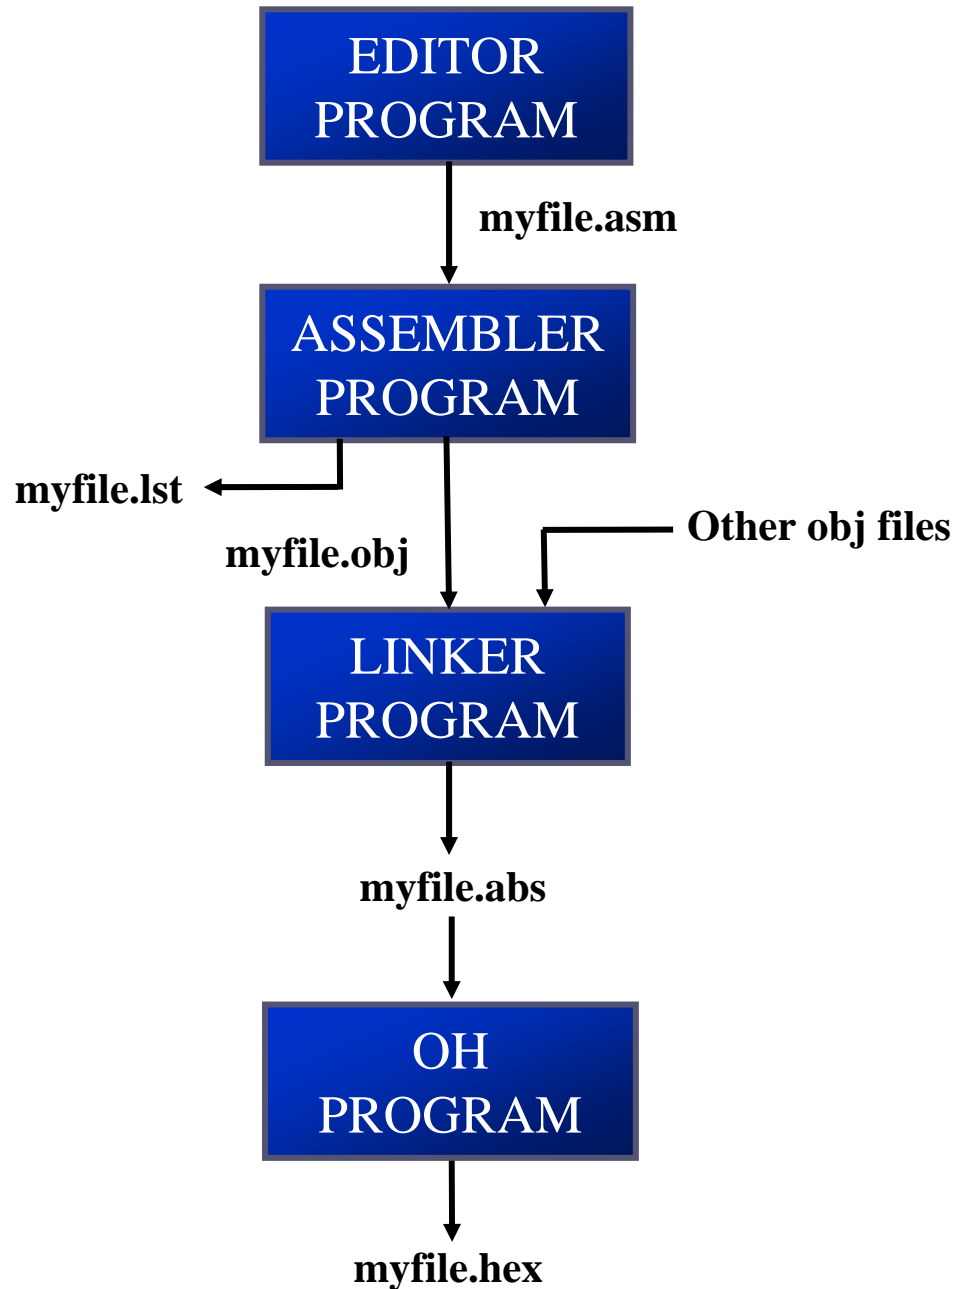 EDITOR
PROGRAM
myfile.asm
ASSEMBLER
PROGRAM
myfile.lst
myfile.obj
Other obj files
LINKER
PROGRAM
myfile.abs
OH
PROGRAM
myfile.hex